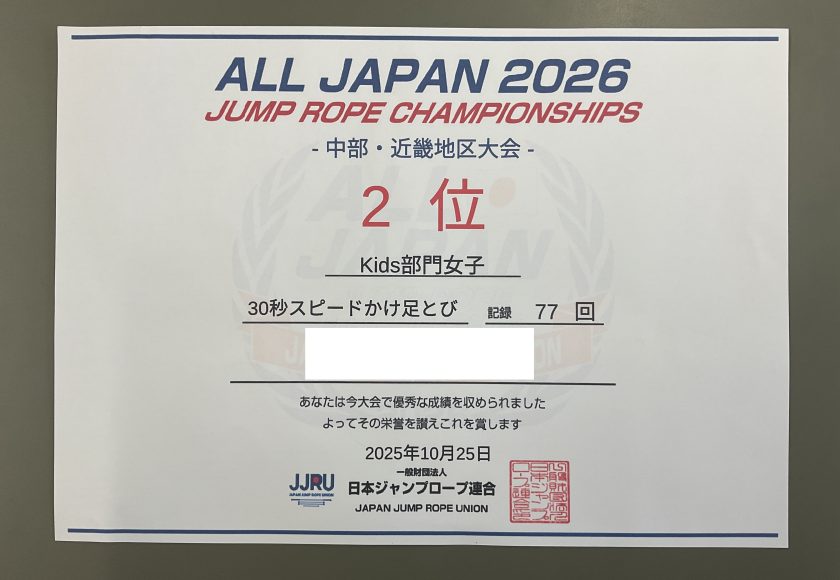 ALL JAPAN 2026
JUMP ROPE CHAMPIONSHIPS
- 中部・近畿地区大会 -
2 位
Kids部門女子
30秒スピードかけ足とび 記録 77 回
あなたは今大会で優秀な成績を収められました
よってその栄誉を讃えこれを賞します
2025年10月25日
一般財団法人
日本ジャンプロープ連合
JAPAN JUMP ROPE UNION
JJRU
JAPAN JUMP ROPE UNION